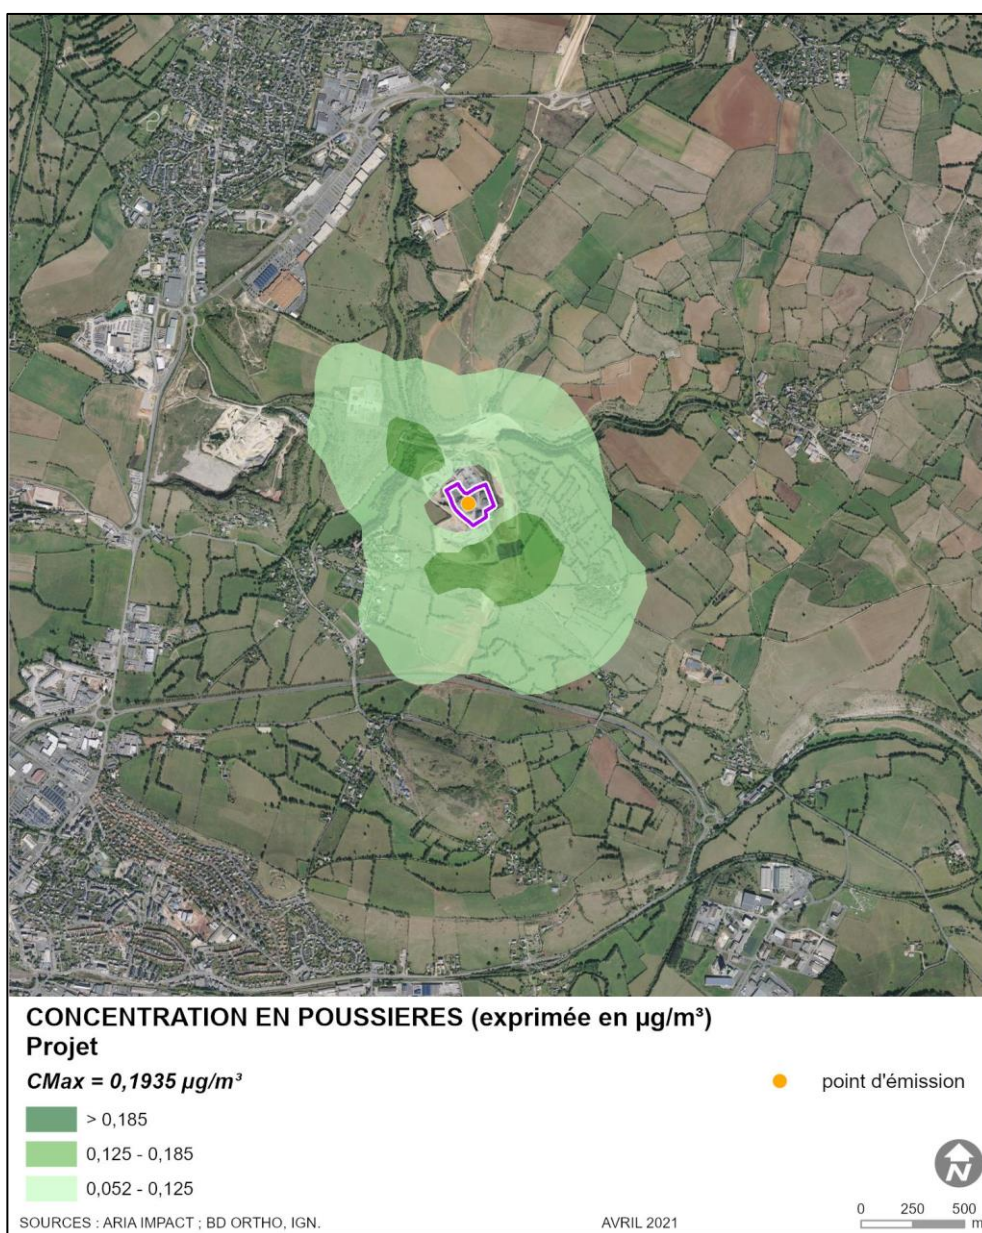 CONCENTRATION EN POUSSIERES (exprimée en µg/m³)
Projet
CMax = 0,1935 µg/m³
point d'émission
> 0,185
0,125 - 0,185
0,052 - 0,125
N
0 250 500
m
SOURCES : ARIA IMPACT ; BD ORTHO, IGN.
AVRIL 2021